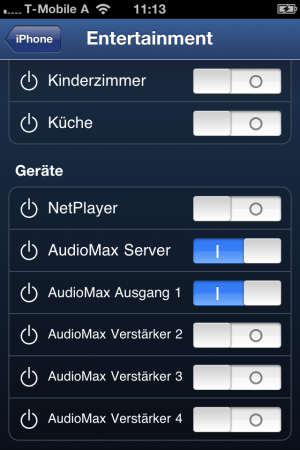 T-Mobile A 11:13
iPhone Entertainment
Kinderzimmer
Küche
Geräte
NetPlayer
AudioMax Server
AudioMax Ausgang 1
AudioMax Verstärker 2
AudioMax Verstärker 3
AudioMax Verstärker 4